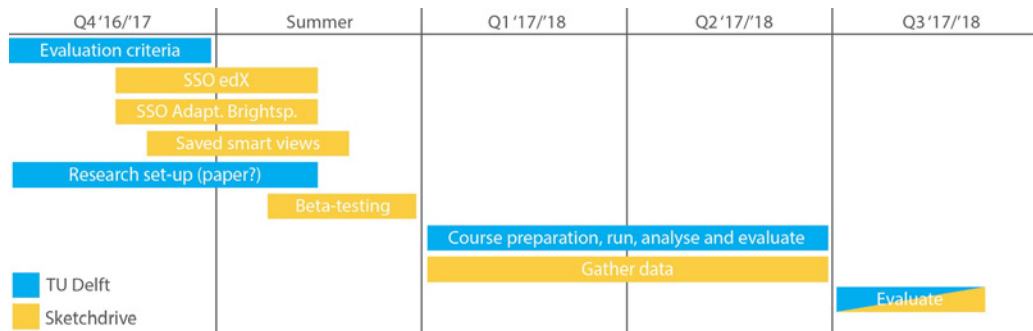 Q4 ‘16/’17
Summer
Q1 ‘17/’18
Q2 ‘17/’18
Q3 ‘17/’18
Evaluation criteria
SSO edX
SSO Adapt. Brightsp.
Saved smart views
Research set-up (paper?)
Beta-testing
Course preparation, run, analyse and evaluate
Gather data
TU Delft
Evaluate
Sketchdrive